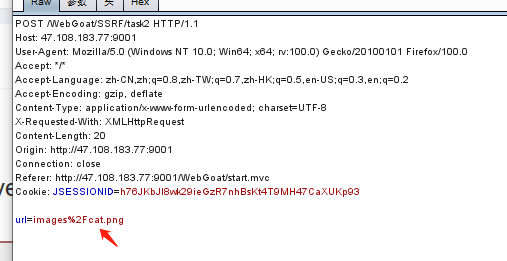 Raw 参数 头 Hex
POST /WebGoat/SSRF/task2 HTTP/1.1
Host: 47.108.183.77:9001
User-Agent: Mozilla/5.0 (Windows NT 10.0; Win64; x64; rv:100.0) Gecko/20100101 Firefox/100.0
Accept: */*
Accept-Language: zh-CN,zh;q=0.8,zh-TW;q=0.7,zh-HK;q=0.5,en-US;q=0.3,en;q=0.2
Accept-Encoding: gzip, deflate
Content-Type: application/x-www-form-urlencoded; charset=UTF-8
X-Requested-With: XMLHttpRequest
Content-Length: 20
Origin: http://47.108.183.77:9001
Connection: close
Referer: http://47.108.183.77:9001/WebGoat/start.mvc
Cookie: JSESSIONID=h76JKbJl8wk29ieGzR7nhBsKt4T9MH47CaXUKp93
url=images%2Fcat.png